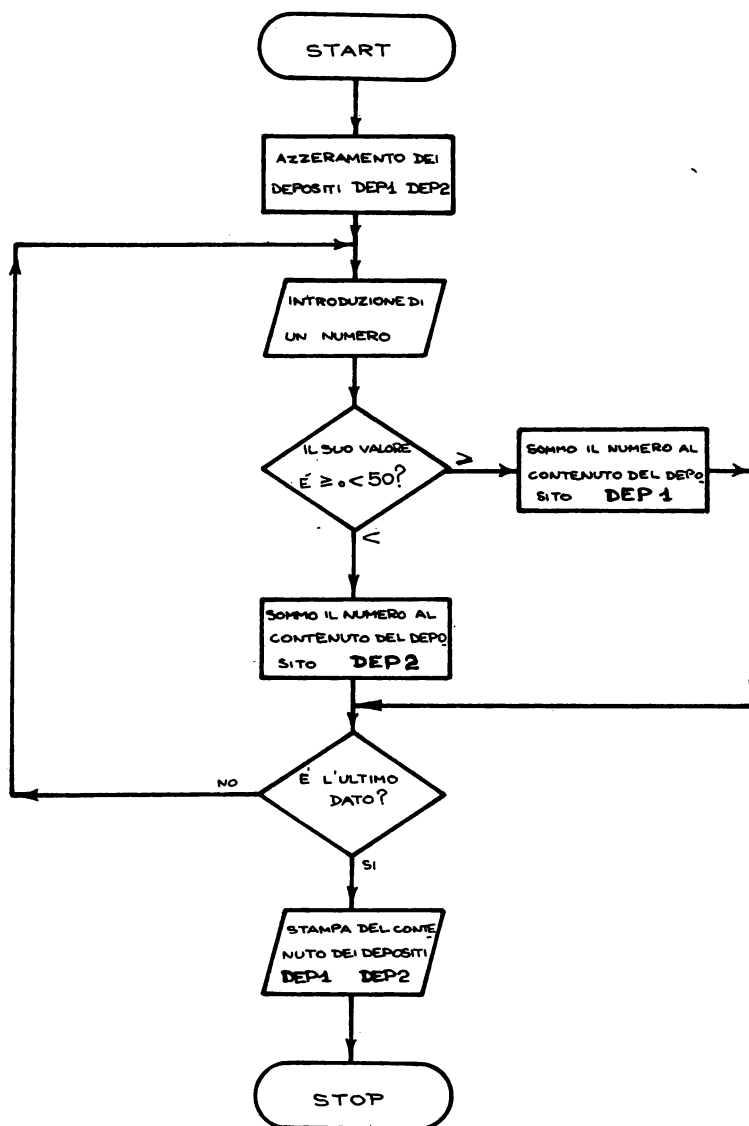 START
AZZERAMENTO DEI
DEPOSITI DEP1 DEP2
INTRODUZIONE DI
UN NUMERO
IL SUO VALORE
É ≥ o < 50?
≥
<
SOMMO IL NUMERO AL
CONTENUTO DEL DEPO
SITO DEP 1
SOMMO IL NUMERO AL
CONTENUTO DEL DEPO
SITO DEP 2
É L'ULTIMO
DATO?
NO
SI
STAMPA DEL CONTE
NUTO DEI DEPOSITI
DEP1 DEP2
STOP